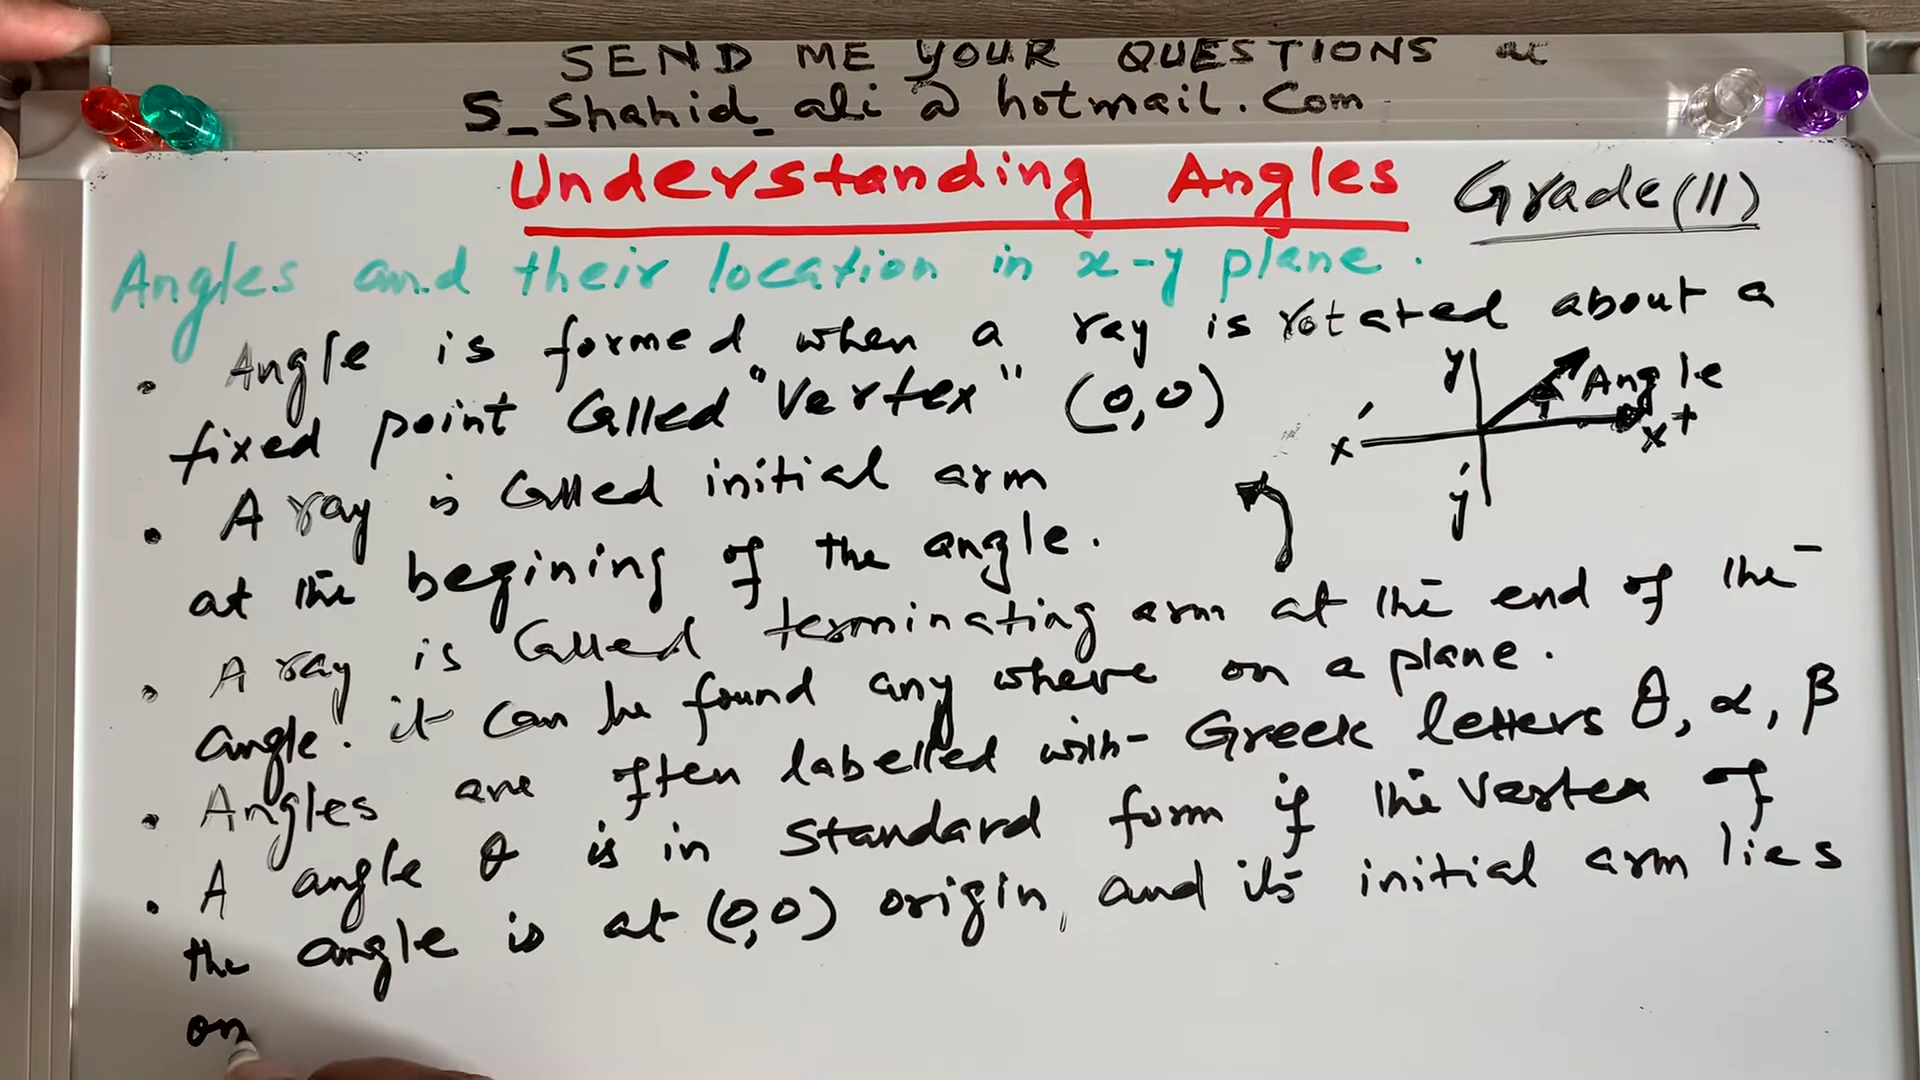 SEND ME YOUR QUESTIONS at
S_Shahid_ali @ hotmail.Com
Understanding Angles Grade(11)
Angles and their location in x-y plane.
• Angle is formed when a ray is rotated about a
fixed point Called "Vertex" (0,0)
y Angle
x' x+
y'
• A ray is Called initial arm
at the begining of the angle.
• A ray is Called terminating arm at the end of the
angle. it can be found any where on a plane.
• Angles are often labelled with Greek letters θ, α, β
• A angle θ is in Standard form if the Vertex of
the angle is at (0,0) origin, and its initial arm lies
on